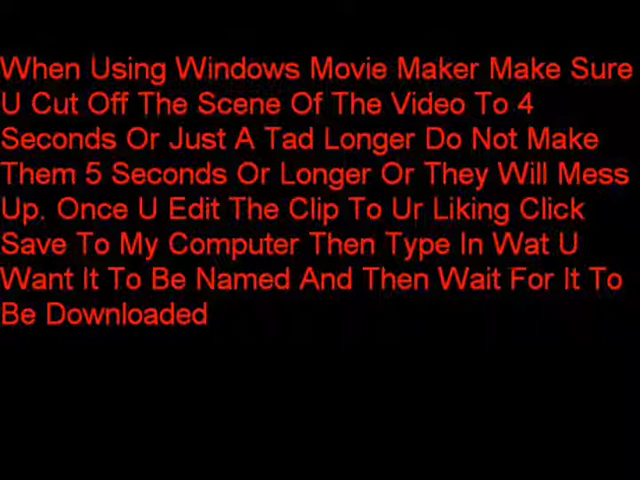 When Using Windows Movie Maker Make Sure
U Cut Off The Scene Of The Video To 4
Seconds Or Just A Tad Longer Do Not Make
Them 5 Seconds Or Longer Or They Will Mess
Up. Once U Edit The Clip To Ur Liking Click
Save To My Computer Then Type In Wat U
Want It To Be Named And Then Wait For It To
Be Downloaded